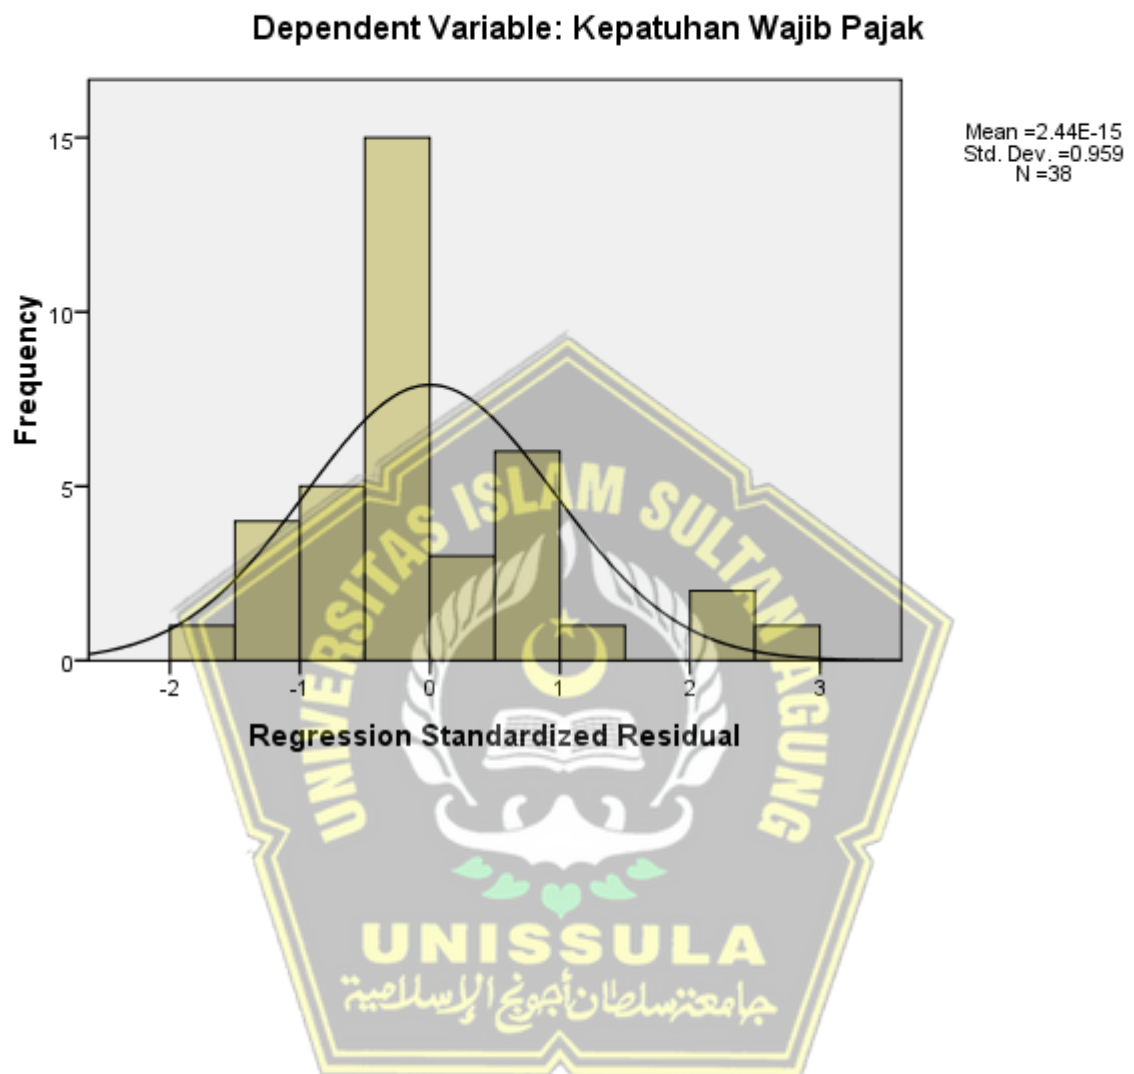 Dependent Variable: Kepatuhan Wajib Pajak
Mean =2.44E-15
Std. Dev. =0.959
N =38
Frequency
15
10
5
0
-2 -1 0 1 2 3
Regression Standardized Residual
UNIVERSITAS ISLAM SULTAN AGUNG
UNISSULA
جامعة سلطان أجونج الإسلامية